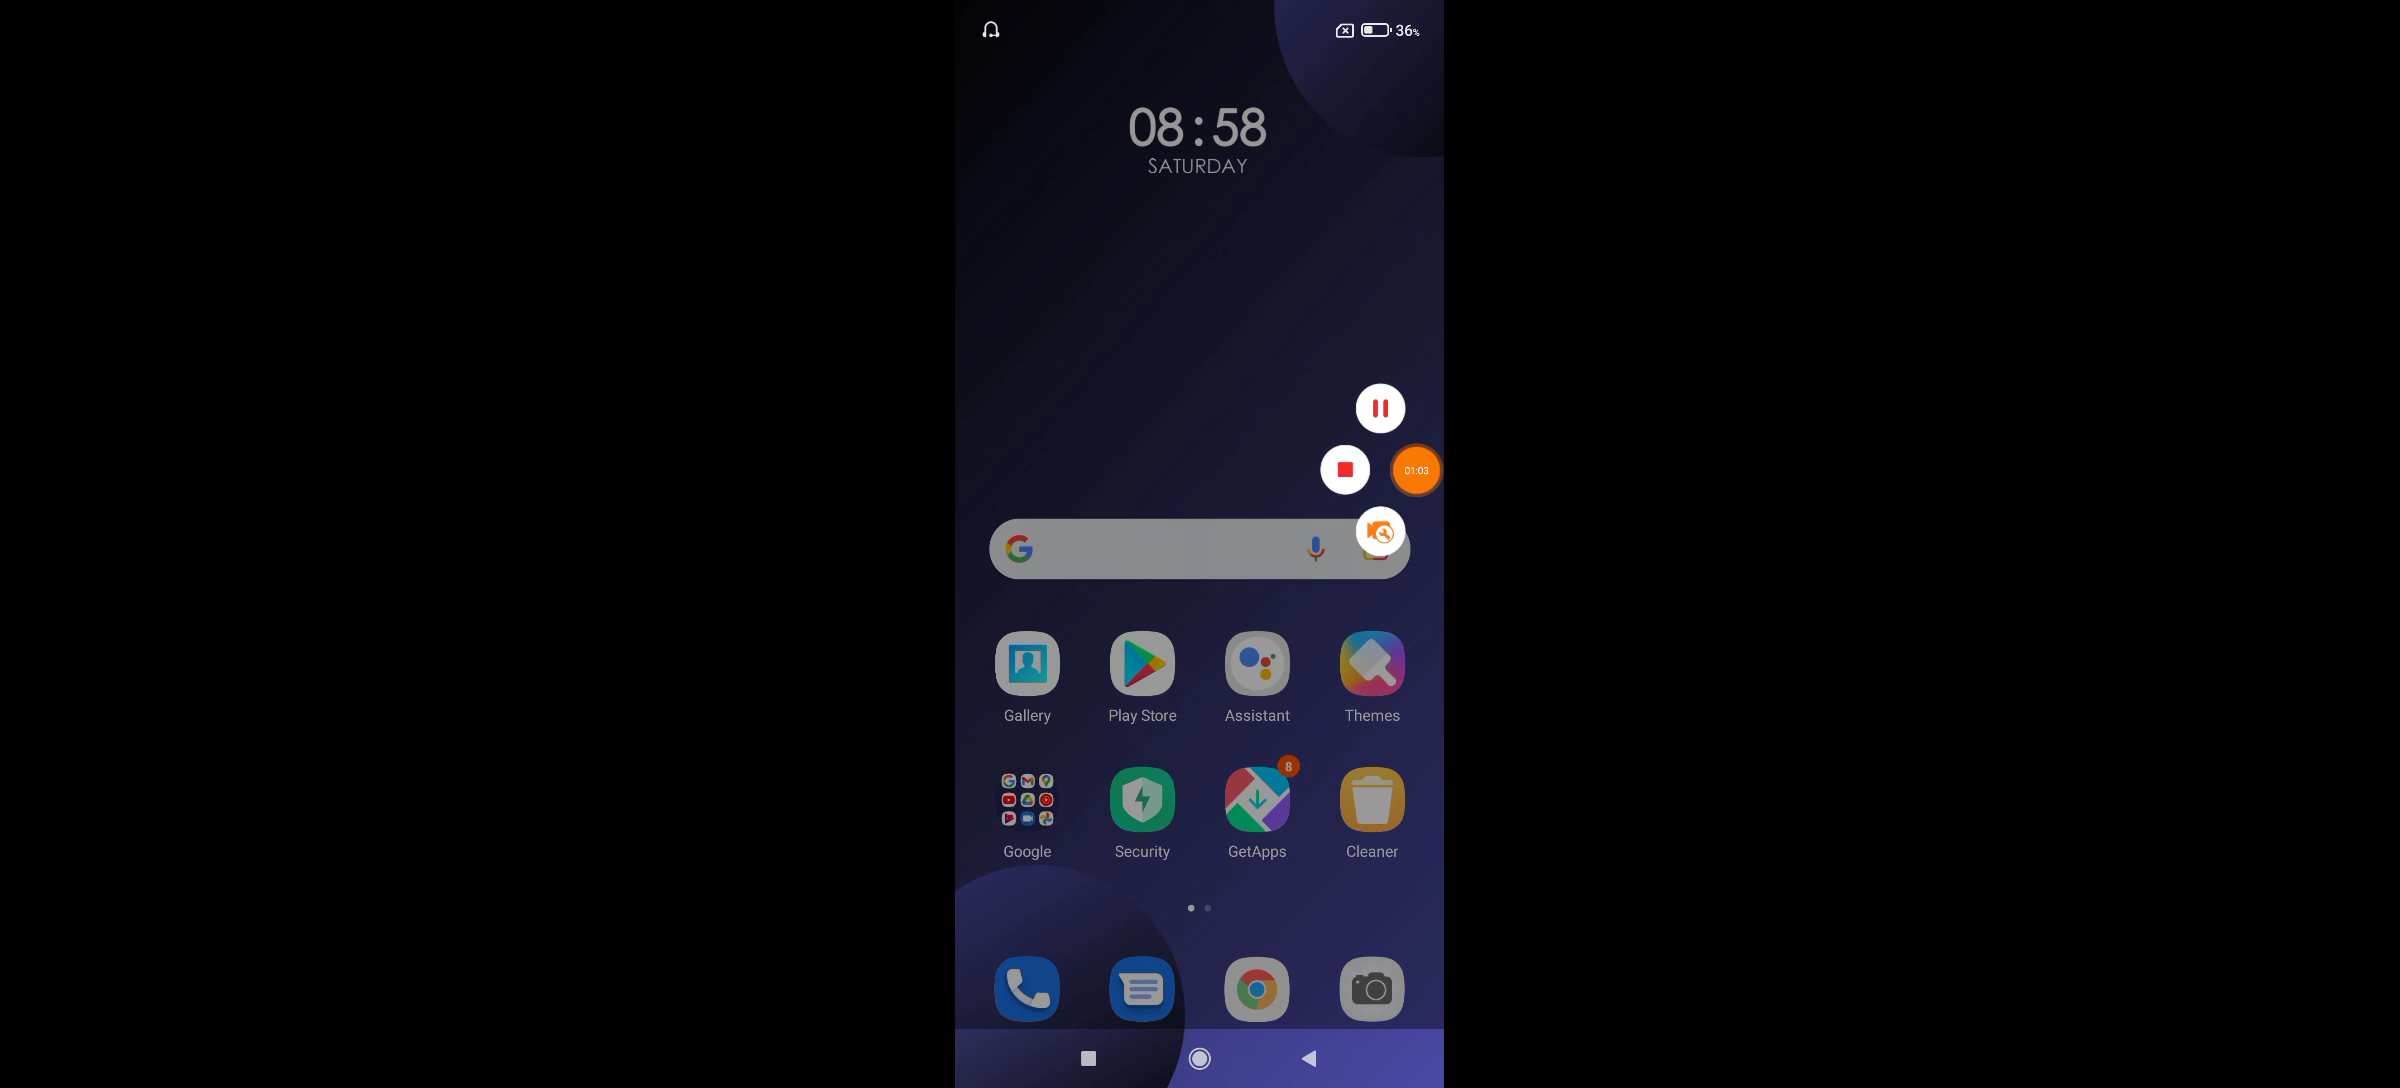 36%
08:58
SATURDAY
01:03
Gallery
Play Store
Assistant
Themes
8
Google
Security
GetApps
Cleaner